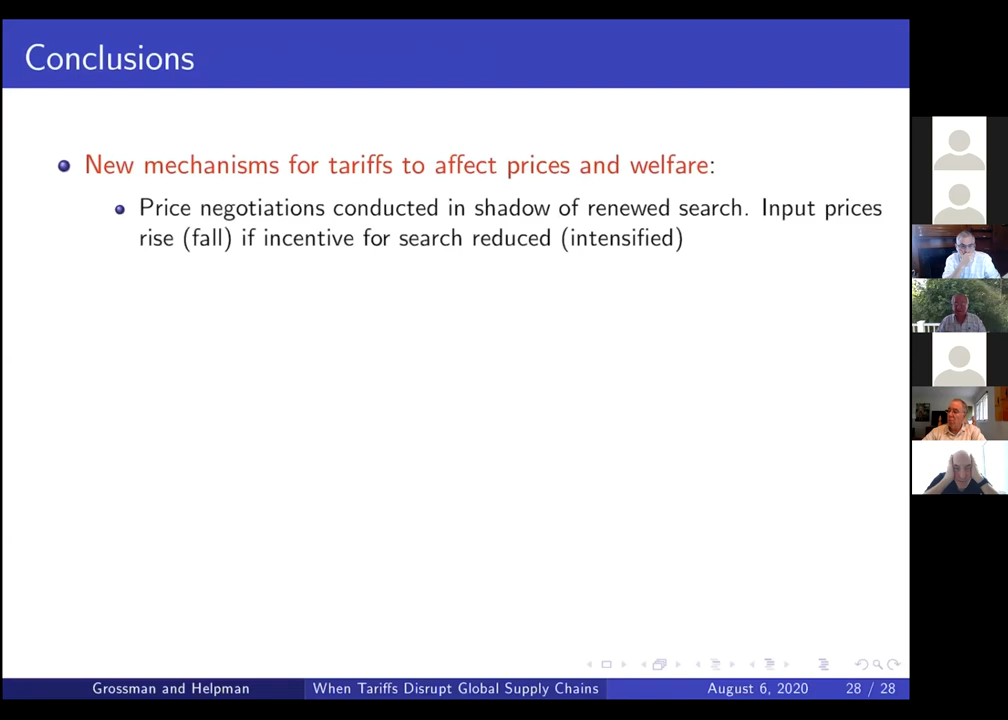 Conclusions
New mechanisms for tariffs to affect prices and welfare:
Price negotiations conducted in shadow of renewed search. Input prices
rise (fall) if incentive for search reduced (intensified)
Grossman and Helpman When Tariffs Disrupt Global Supply Chains August 6, 2020 28 / 28